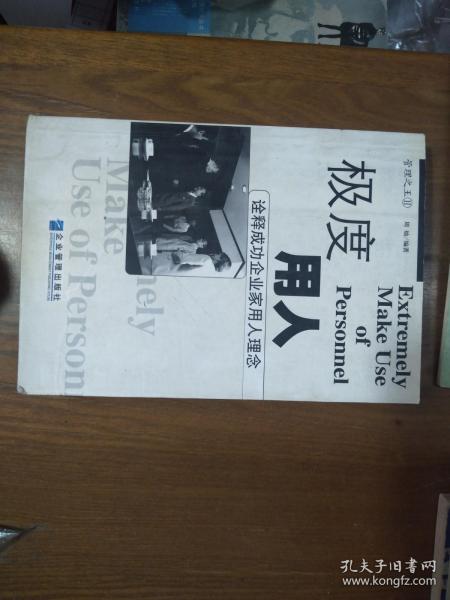 管理之王⑪
Extremely
Make Use
of
Personnel
极度
用人
诠释成功企业家用人理念
Make
Use of Person
企业管理出版社
孔夫子旧书网
www.kongfz.com